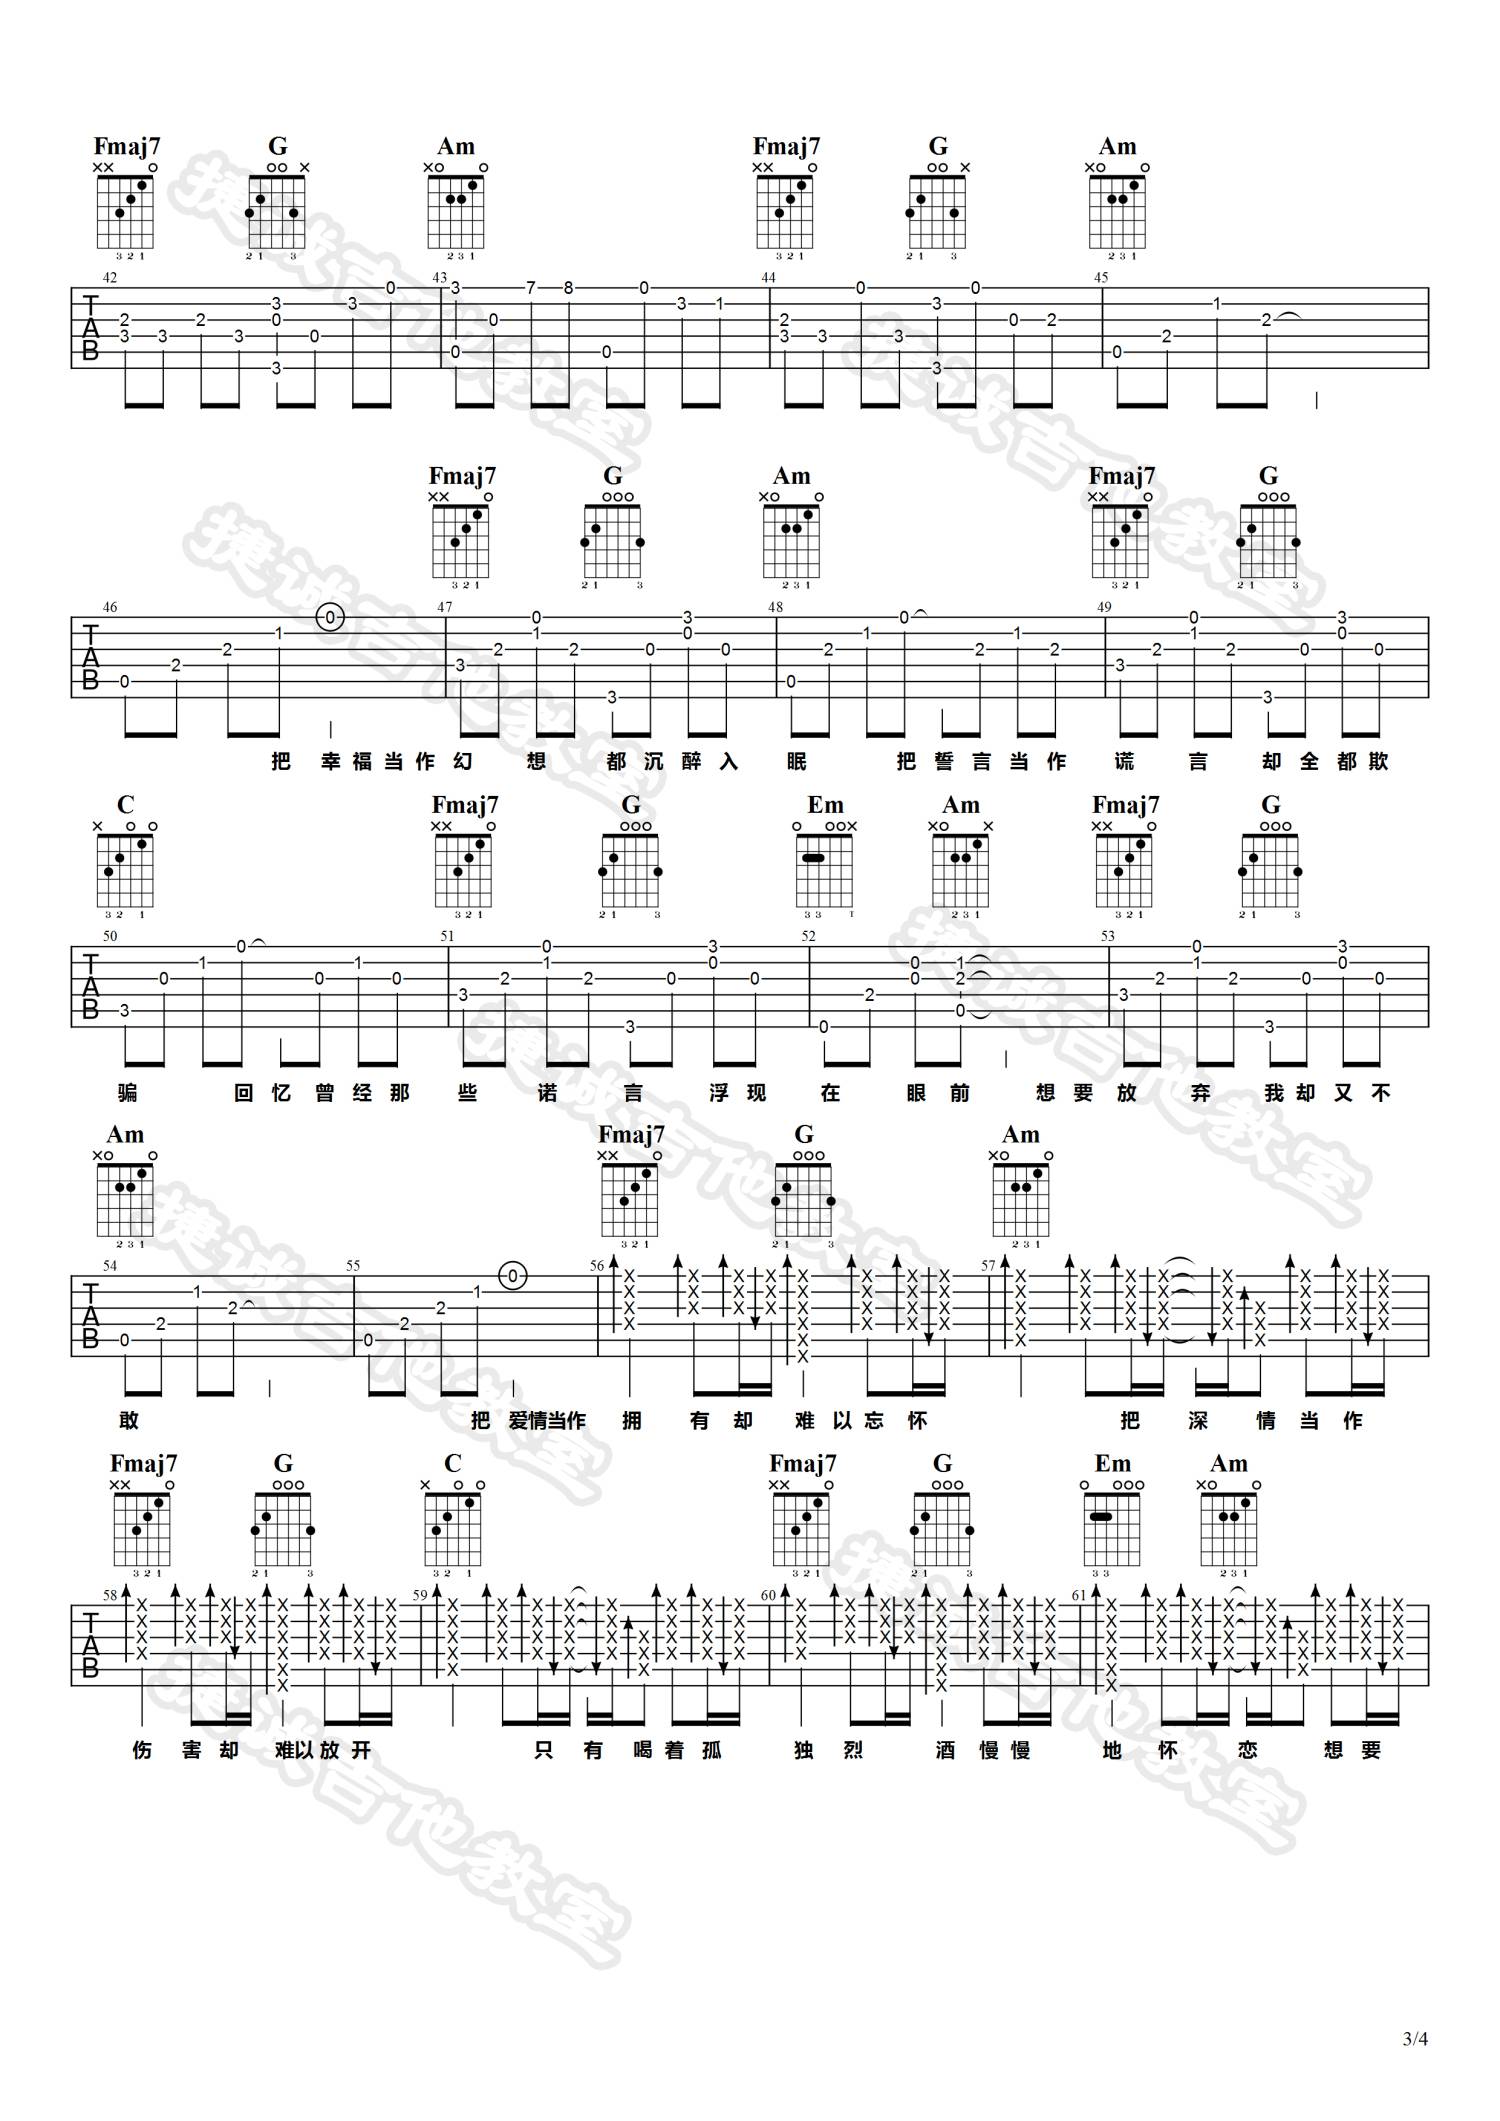 Fmaj7 G Am Fmaj7 G Am
42 43 44 45
Fmaj7 G Am Fmaj7 G
46 47 48 49
把 幸 福 当 作 幻 想 都 沉 醉 入 眠 把 誓 言 当 作 谎 言 却 全 都 欺
C Fmaj7 G Em Am Fmaj7 G
50 51 52 53
骗 回 忆 曾 经 那 些 诺 言 浮 现 在 眼 前 想 要 放 弃 我 却 又 不
Am Fmaj7 G Am
54 55 56 57
敢 把 爱情当作 拥 有 却 难 以 忘 怀 把 深 情 当 作
Fmaj7 G C Fmaj7 G Em Am
58 59 60 61
伤 害 却 难以放 开 只 有 喝 着 孤 独 烈 酒 慢 慢 地 怀 恋 想 要
3/4
捷诚吉他教室